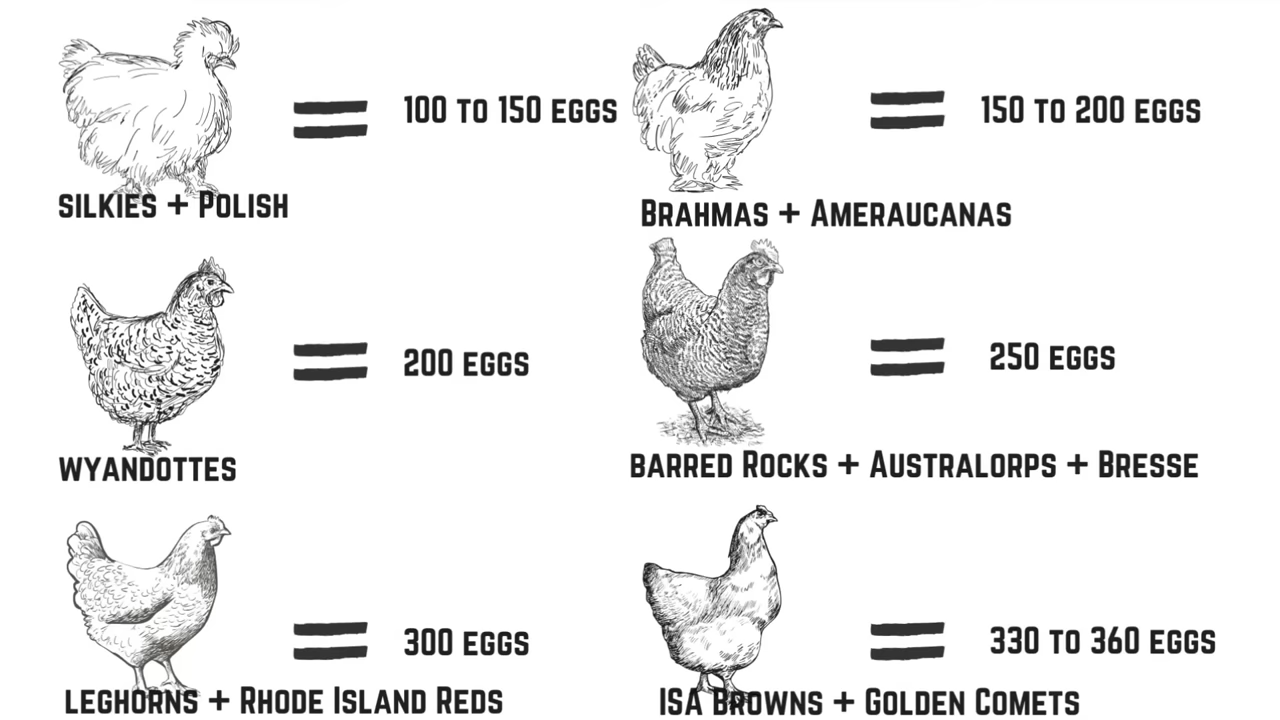 100 to 150 eggs
150 to 200 eggs
silkies + Polish
Brahmas + Ameraucanas
200 eggs
250 eggs
wyandottes
barred Rocks + Australorps + Bresse
300 eggs
330 to 360 eggs
leghorns + Rhode Island Reds
ISA Browns + Golden Comets